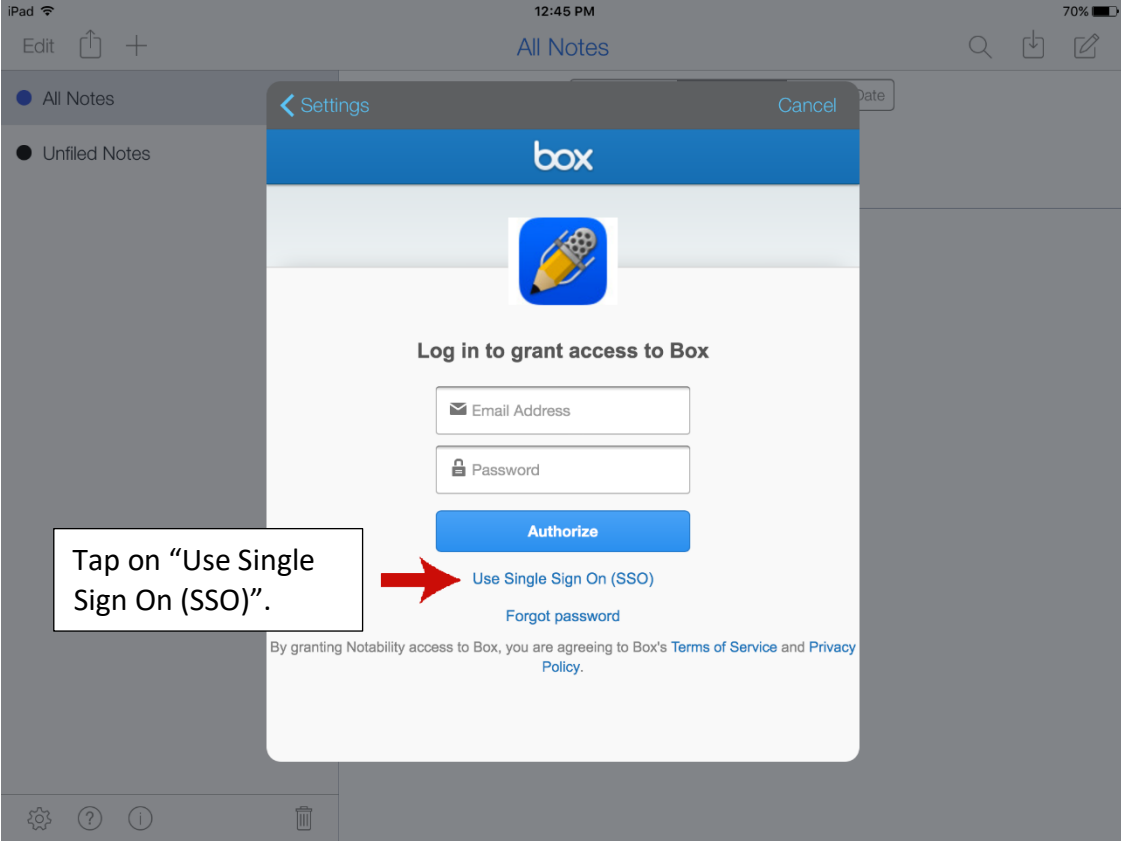 iPad 12:45 PM 70%
Edit All Notes
All Notes
Date
Settings Cancel
Unfiled Notes
box
Log in to grant access to Box
Email Address
Password
Authorize
Tap on “Use Single
Sign On (SSO)”.
Use Single Sign On (SSO)
Forgot password
By granting Notability access to Box, you are agreeing to Box's Terms of Service and Privacy
Policy.